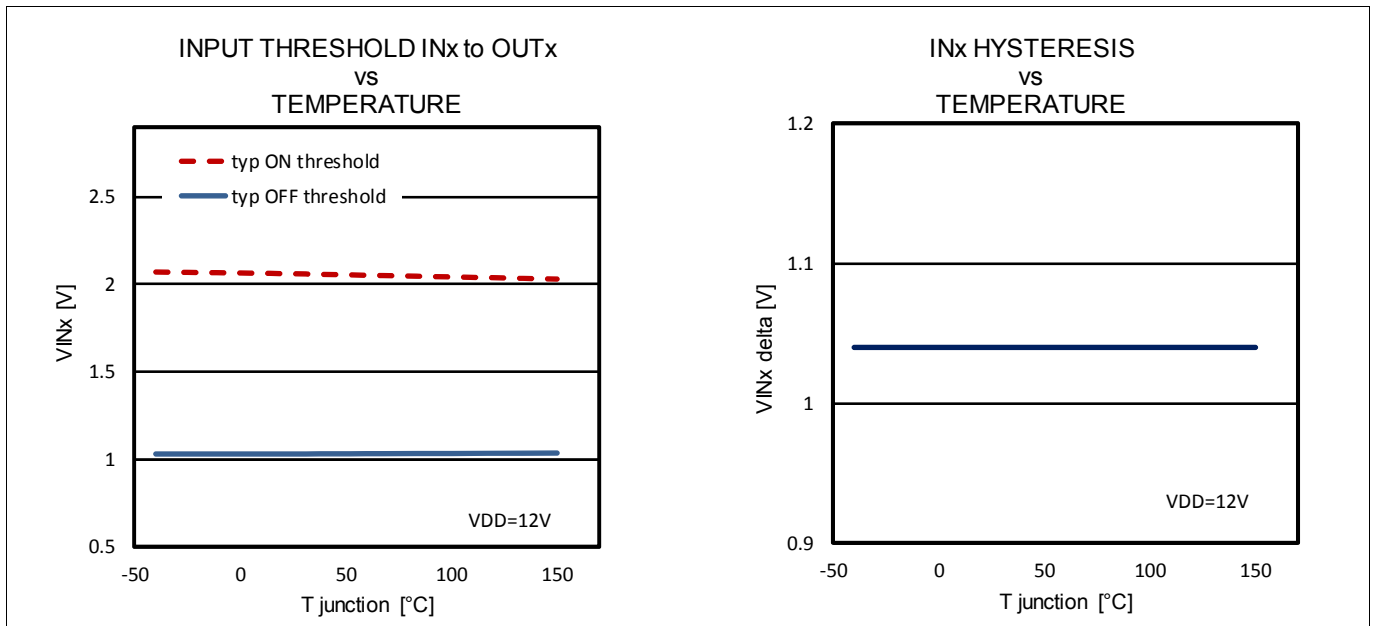 INPUT THRESHOLD INx to OUTx
vs
TEMPERATURE
typ ON threshold
typ OFF threshold
2.5
2
1.5
1
0.5
VINx [V]
VDD=12V
-50
0
50
100
150
T junction [°C]
INx HYSTERESIS
vs
TEMPERATURE
1.2
1.1
1
0.9
VINx delta [V]
VDD=12V
-50
0
50
100
150
T junction [°C]